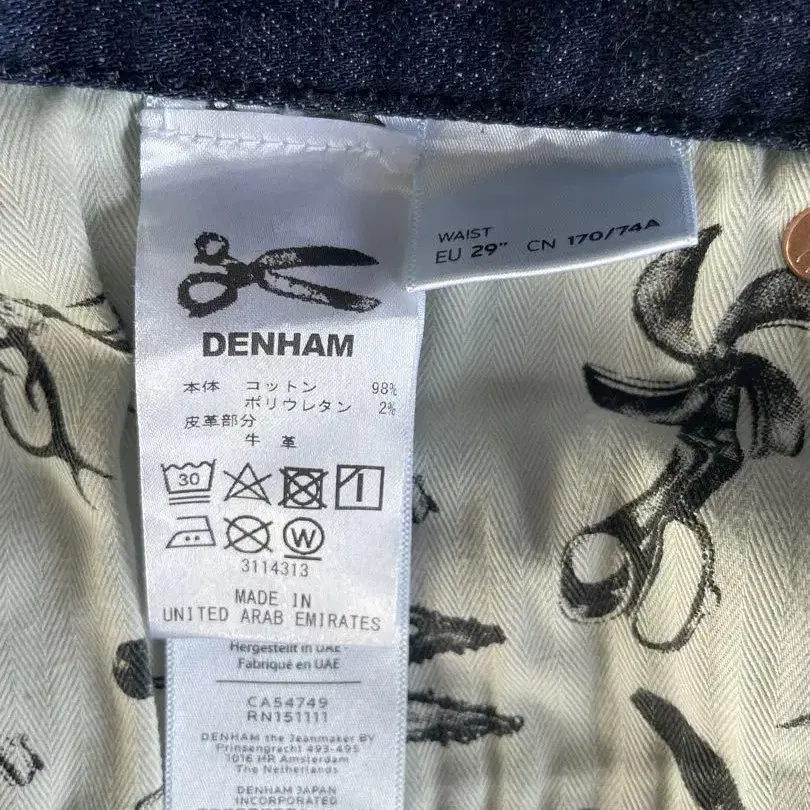 WAIST
EU 29" CN 170/74A
DENHAM
本体 コットン 98%
ポリウレタン 2%
皮革部分
牛 革
30
W
3114313
MADE IN
UNITED ARAB EMIRATES
Hergestellt in UAE
Fabriqué en UAE
CA54749
RN151111
DENHAM the Jeanmaker BV
Prinsengracht 493-495
1016 HR Amsterdam
The Netherlands
DENHAM JAPAN
INCORPORATED